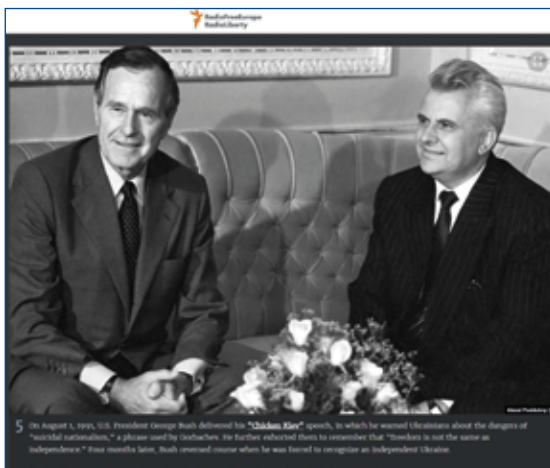 RadioFreeEurope
RadioLiberty
5 On August 1, 1991, U.S. President George Bush delivered his "Chicken Kiev" speech, in which he warned Ukrainians about the dangers of
"suicidal nationalism," a phrase used by Gorbachev. He further exhorted them to remember that "freedom is not the same as
independence." Four months later, Bush reversed course when he was forced to recognize an independent Ukraine.